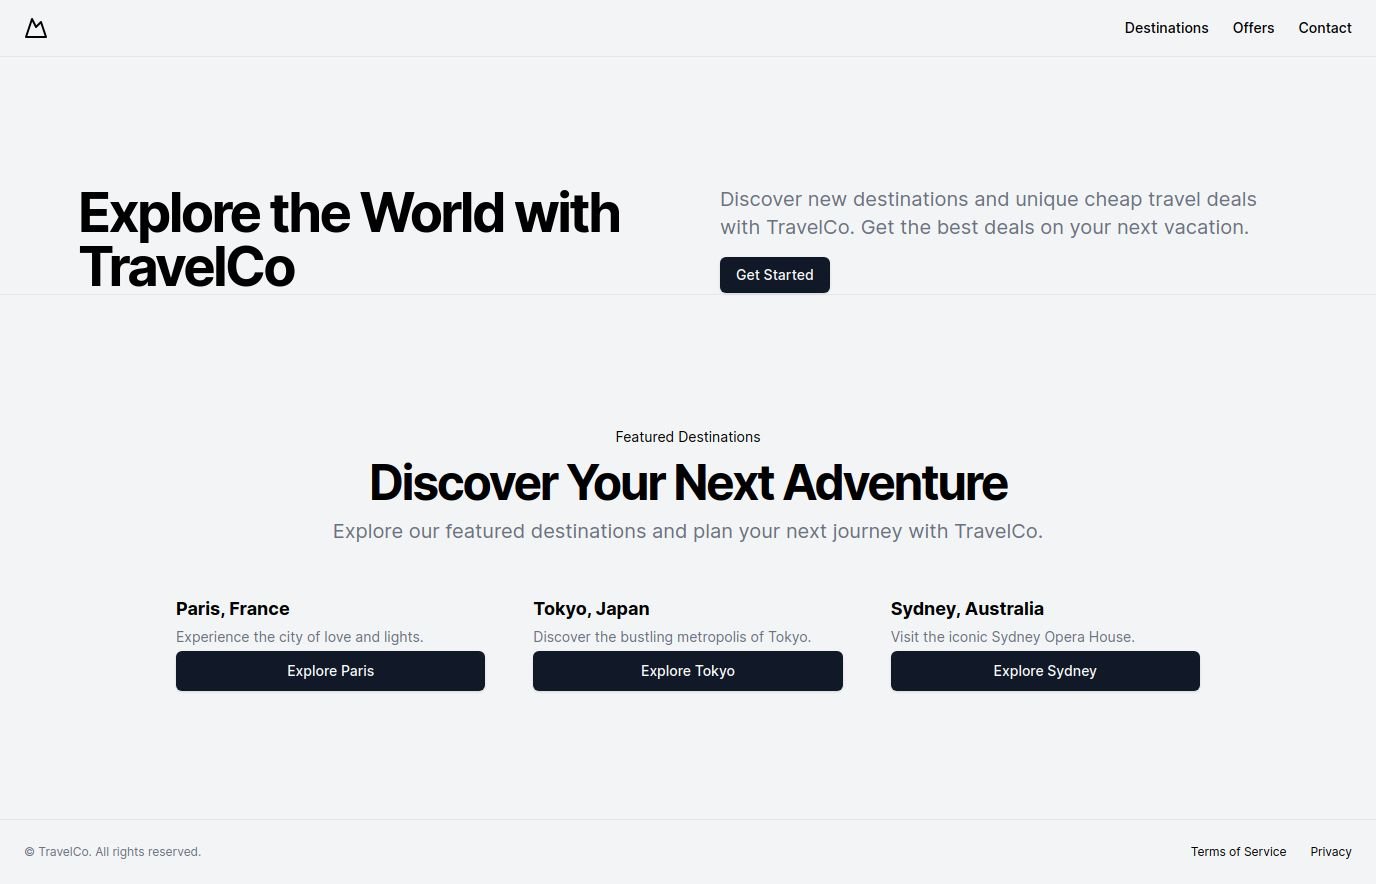 Destinations
Offers
Contact
Explore the World with
TravelCo
Discover new destinations and unique cheap travel deals
with TravelCo. Get the best deals on your next vacation.
Get Started
Featured Destinations
Discover Your Next Adventure
Explore our featured destinations and plan your next journey with TravelCo.
Paris, France
Experience the city of love and lights.
Explore Paris
Tokyo, Japan
Discover the bustling metropolis of Tokyo.
Explore Tokyo
Sydney, Australia
Visit the iconic Sydney Opera House.
Explore Sydney
© TravelCo. All rights reserved.
Terms of Service
Privacy